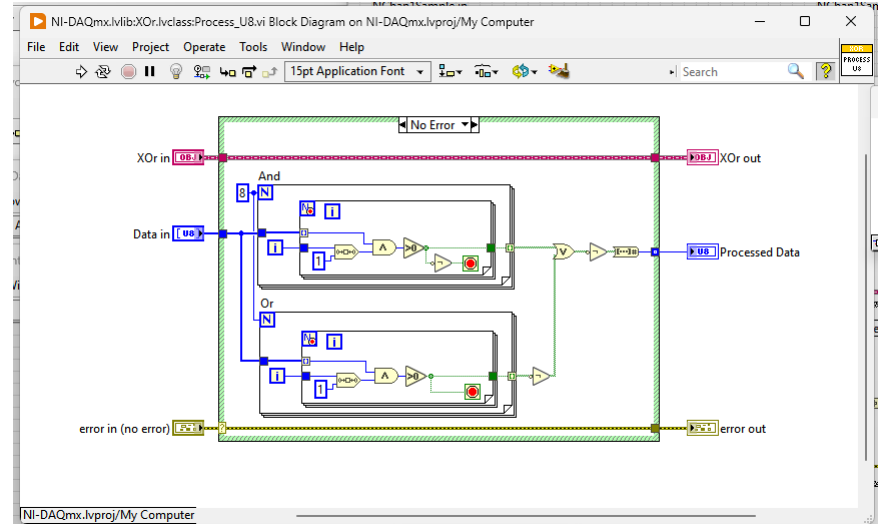 NI-DAQmx.lvlib:XOr.lvclass:Process_U8.vi Block Diagram on NI-DAQmx.lvproj/My Computer
File Edit View Project Operate Tools Window Help
15pt Application Font
Search
XOR
PROCESS
U8
No Error
XOr in
OBJ
OBJ
XOr out
And
8
N
N
i
Data in
U8
i
1
U8
Processed Data
Or
N
N
i
i
1
error in (no error)
?
error out
NI-DAQmx.lvproj/My Computer